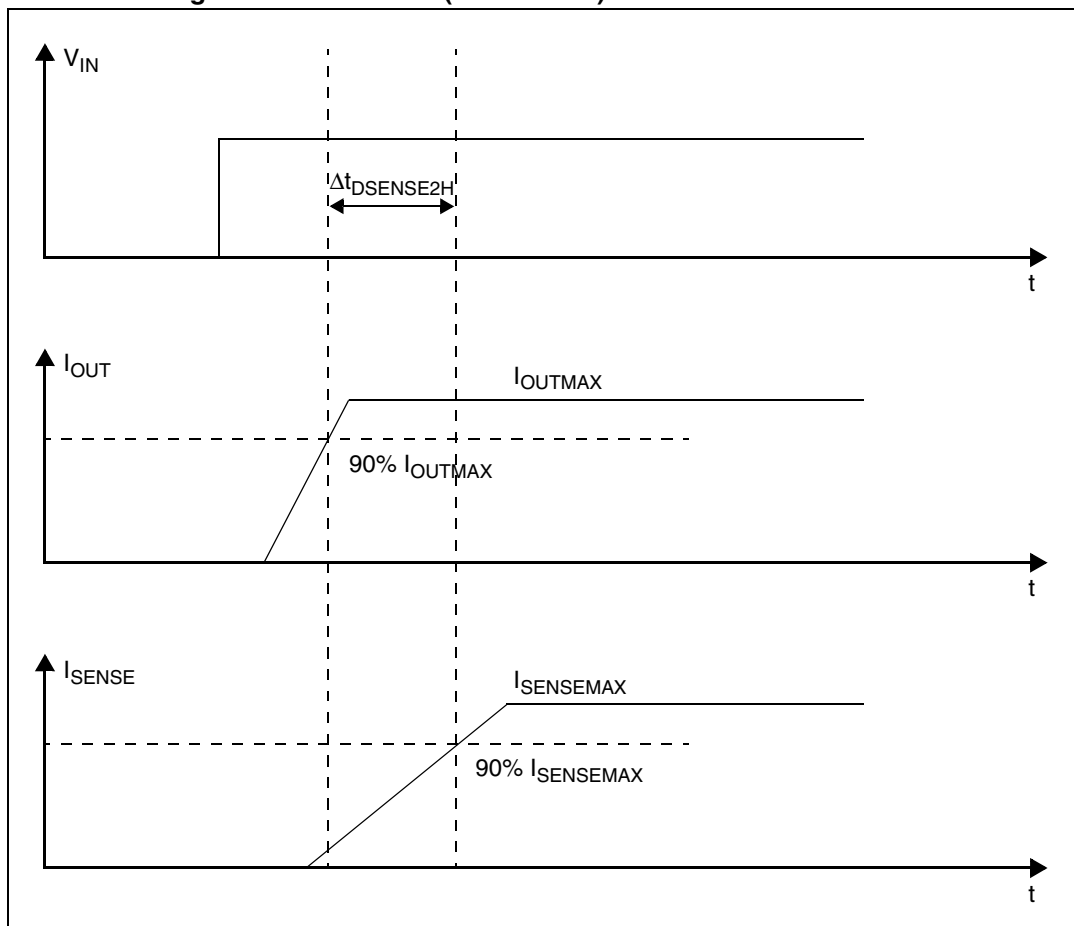 V_IN
Δt_DSENSE2H
t
I_OUT
I_OUTMAX
90% I_OUTMAX
t
I_SENSE
I_SENSEMAX
90% I_SENSEMAX
t